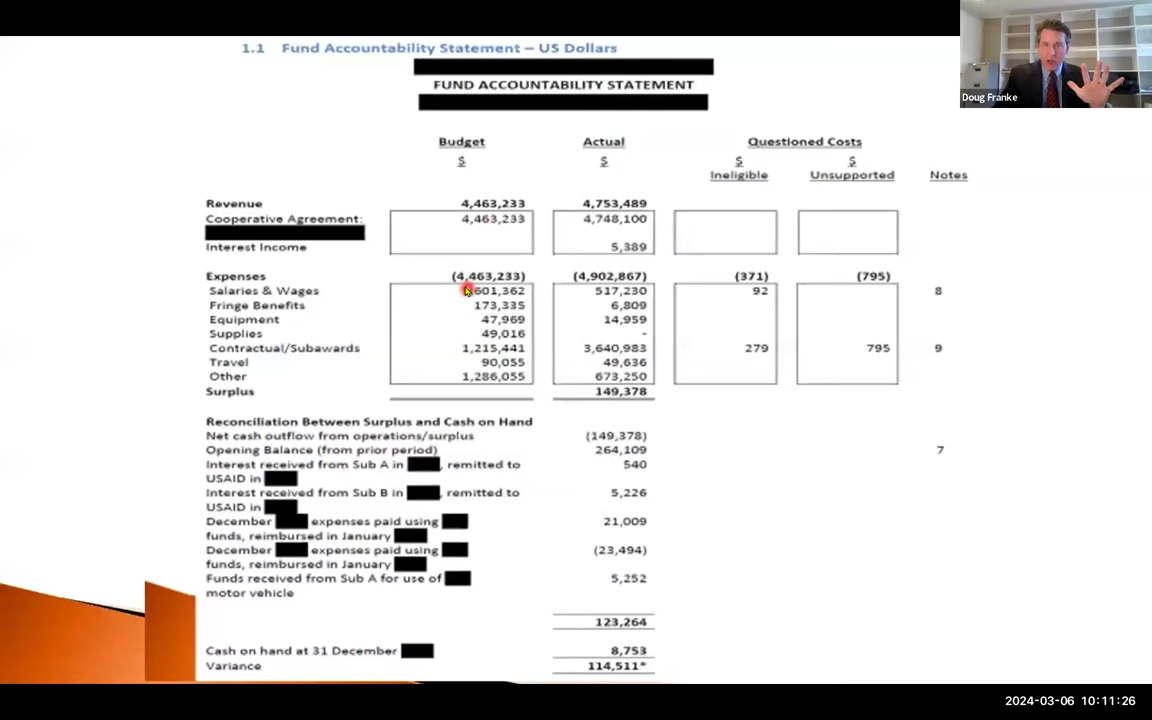 1.1 Fund Accountability Statement – US Dollars
FUND ACCOUNTABILITY STATEMENT
Doug Franke
Budget Actual Questioned Costs
$ $ $ $
Ineligible Unsupported Notes
Revenue 4,463,233 4,753,489
Cooperative Agreement: 4,463,233 4,748,100
Interest Income 5,389
Expenses (4,463,233) (4,902,867) (371) (795)
Salaries & Wages 601,362 517,230 92 8
Fringe Benefits 173,335 6,809
Equipment 47,969 14,959
Supplies 49,016 -
Contractual/Subawards 1,215,441 3,640,983 279 795 9
Travel 90,055 49,636
Other 1,286,055 673,250
Surplus 149,378
Reconciliation Between Surplus and Cash on Hand
Net cash outflow from operations/surplus (149,378)
Opening Balance (from prior period) 264,109 7
Interest received from Sub A in , remitted to 540
USAID in
Interest received from Sub B in , remitted to 5,226
USAID in
December expenses paid using 21,009
funds, reimbursed in January
December expenses paid using (23,494)
funds, reimbursed in January
Funds received from Sub A for use of 5,252
motor vehicle
123,264
Cash on hand at 31 December 8,753
Variance 114,511*
2024-03-06 10:11:26